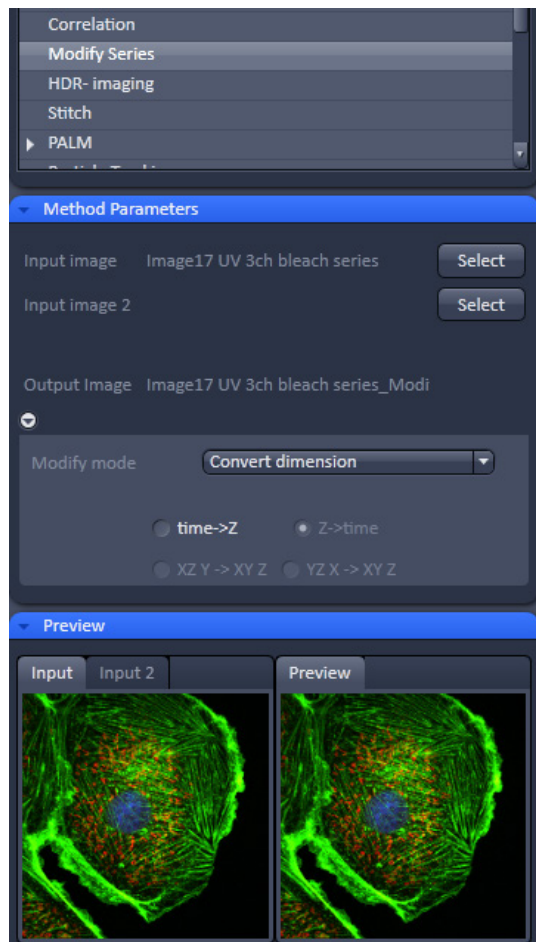 Correlation
Modify Series
HDR- imaging
Stitch
PALM
Method Parameters
Input image Image17 UV 3ch bleach series Select
Input image 2 Select
Output Image Image17 UV 3ch bleach series_Modi
Modify mode Convert dimension
time->Z Z->time
XZ Y -> XY Z YZ X -> XY Z
Preview
Input Input 2 Preview